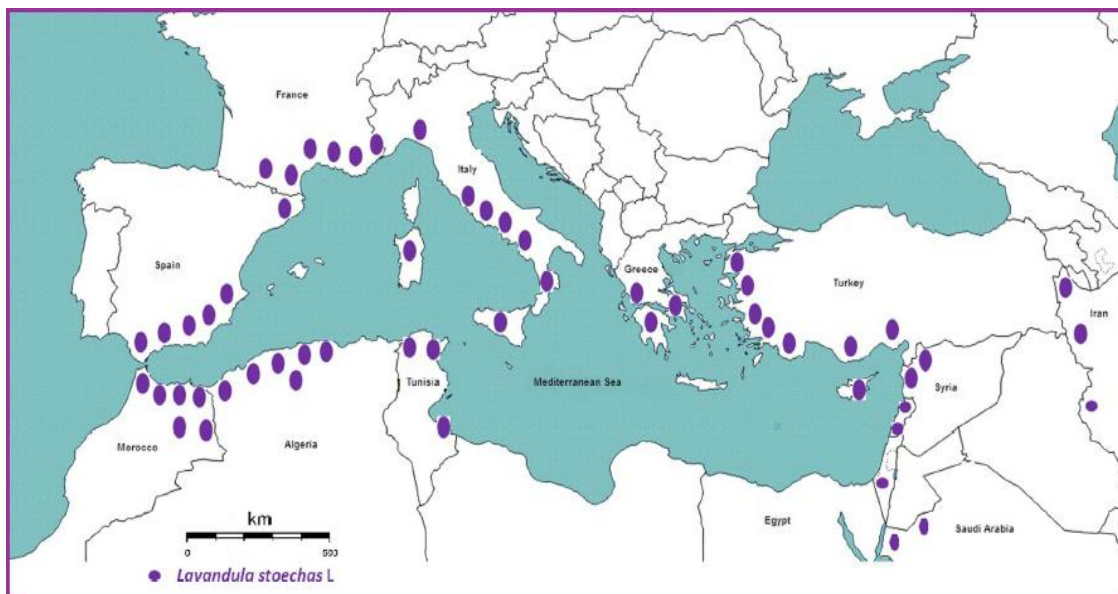 France
Italy
Spain
Greece
Turkey
Iran
Tunisia
Mediterranean Sea
Syria
Morocco
Algeria
Egypt
Saudi Arabia
km
0 500
Lavandula stoechas L